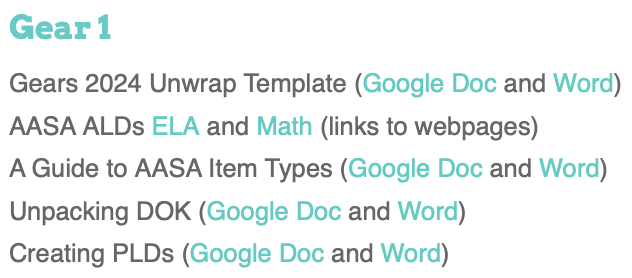 Gear 1
Gears 2024 Unwrap Template (Google Doc and Word)
AASA ALDs ELA and Math (links to webpages)
A Guide to AASA Item Types (Google Doc and Word)
Unpacking DOK (Google Doc and Word)
Creating PLDs (Google Doc and Word)